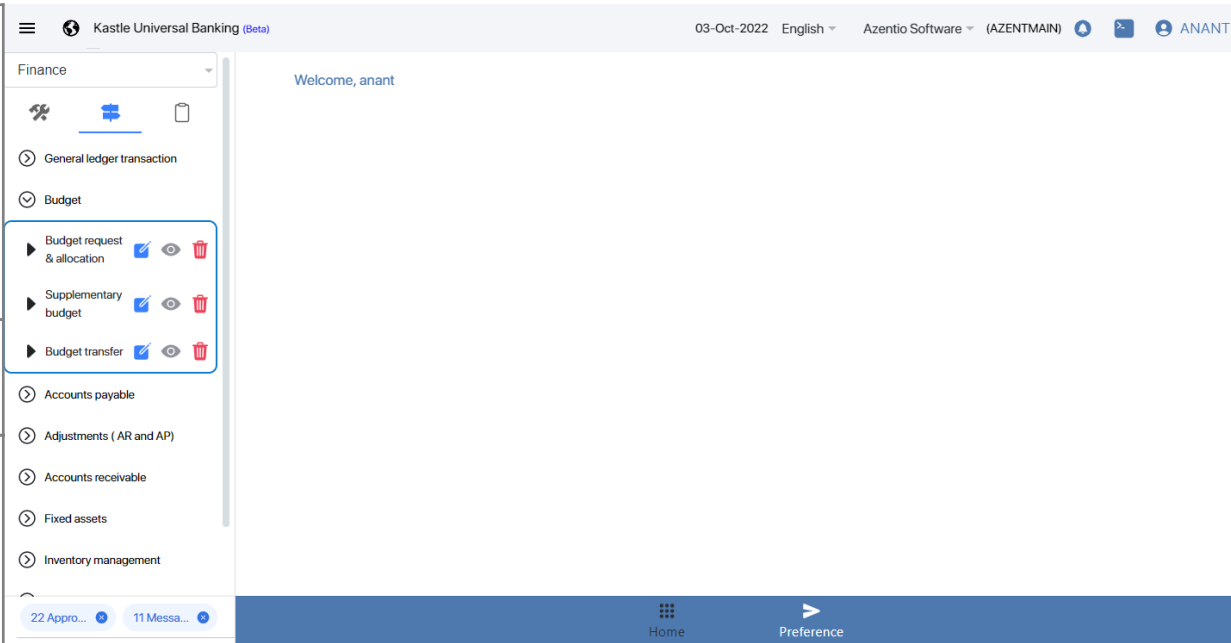 Kastle Universal Banking (Beta)
03-Oct-2022 English Azentio Software (AZENTMAIN) ANANT
Finance
Welcome, anant
General ledger transaction
Budget
Budget request
& allocation
Supplementary
budget
Budget transfer
Accounts payable
Adjustments ( AR and AP)
Accounts receivable
Fixed assets
Inventory management
22 Appro... 11 Messa...
Home
Preference